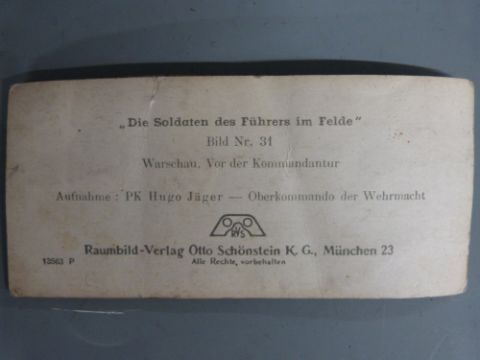 „Die Soldaten des Führers im Felde"
Bild Nr. 31
Warschau, Vor der Kommandantur
Aufnahme : PK Hugo Jäger — Oberkommando der Wehrmacht
RVS
Raumbild-Verlag Otto Schönstein K. G., München 23
13563 P
Alle Rechte, vorbehalten